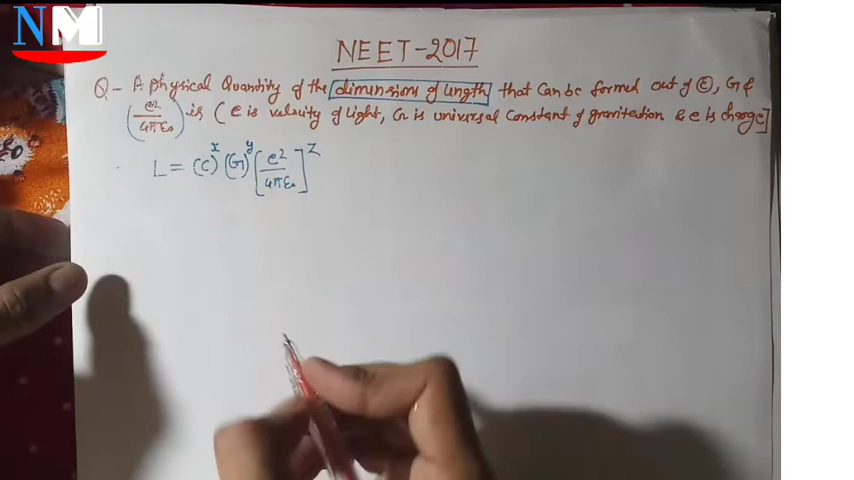 NM
NEET-2017
Q- A physical Quantity of the dimensions of length that can be formed out of c, G &
(e²/4πε₀) is ( c is velocity of light, G is universal constant of gravitation & e is charge]
L = (c)^x (G)^y [e²/4πε₀]^z